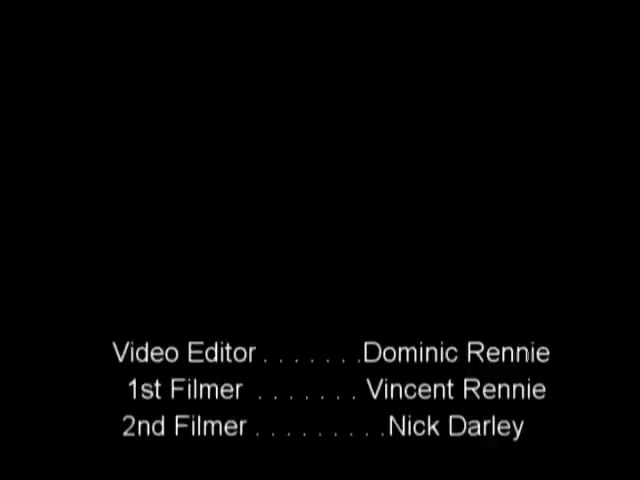 Video Editor . . . . . . .Dominic Rennie
1st Filmer . . . . . . . Vincent Rennie
2nd Filmer . . . . . . . . .Nick Darley